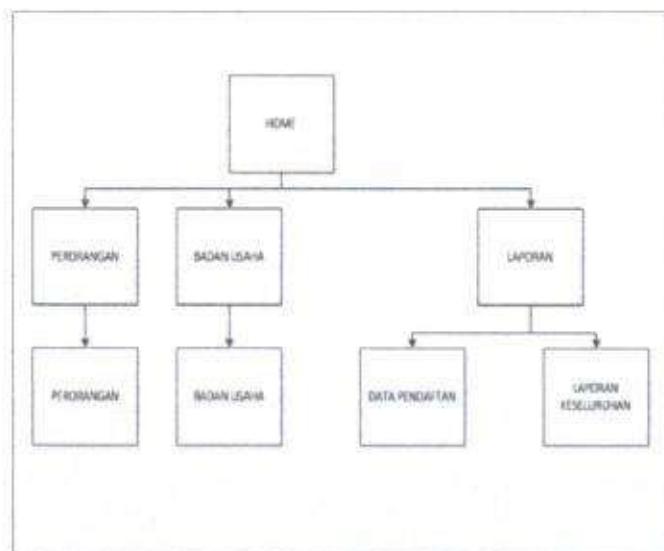 HOME
PERORANGAN
BADAN USAHA
LAPORAN
PERORANGAN
BADAN USAHA
DATA PENDAFTAN
LAPORAN
KESELURUHAN